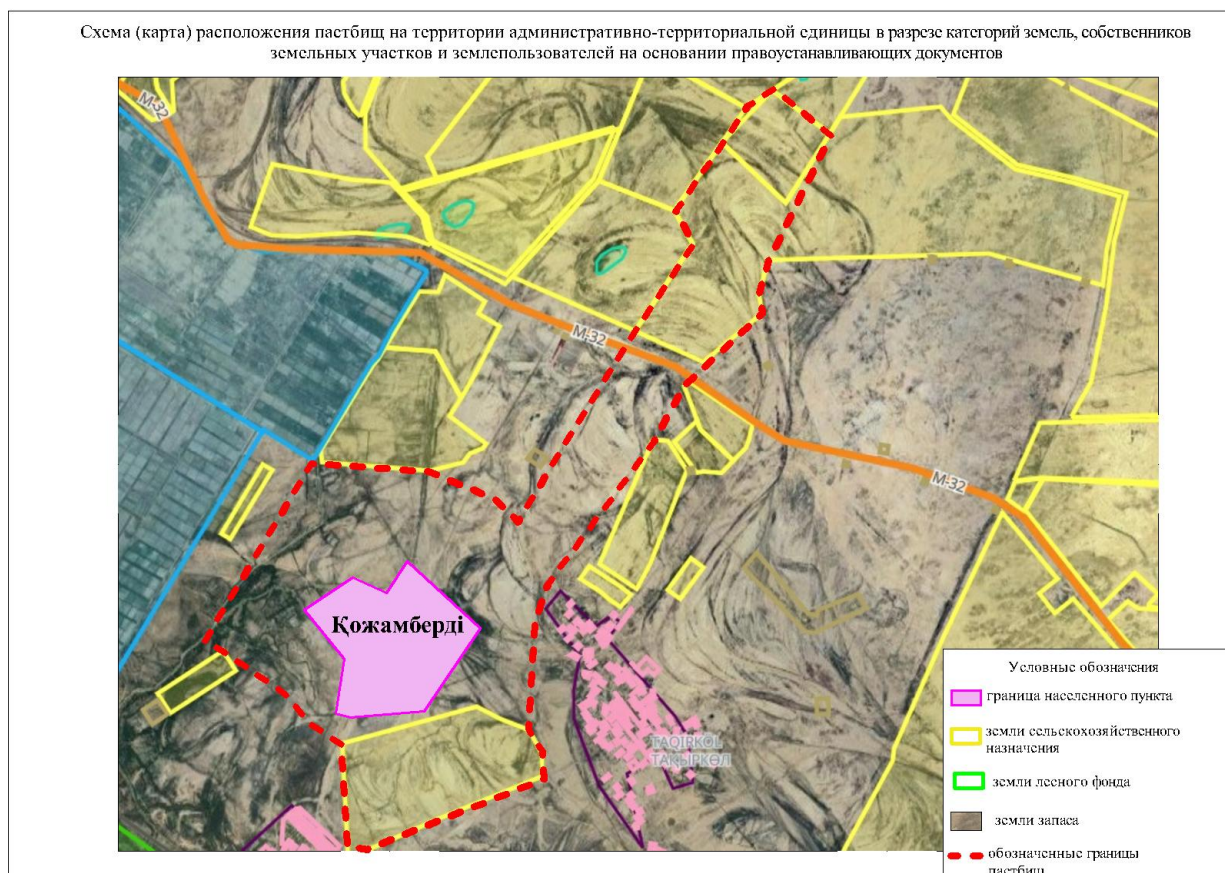 Схема (карта) расположения пастбищ на территории административно-территориальной единицы в разрезе категорий земель, собственников
земельных участков и землепользователей на основании правоустанавливающих документов
M-32
M-32
M-32
Қожамберді
TAQIRKOL
ТАҚЫРКӨЛ
Условные обозначения
граница населенного пункта
земли сельскохозяйственного
назначения
земли лесного фонда
земли запаса
обозначенные границы
пастбищ